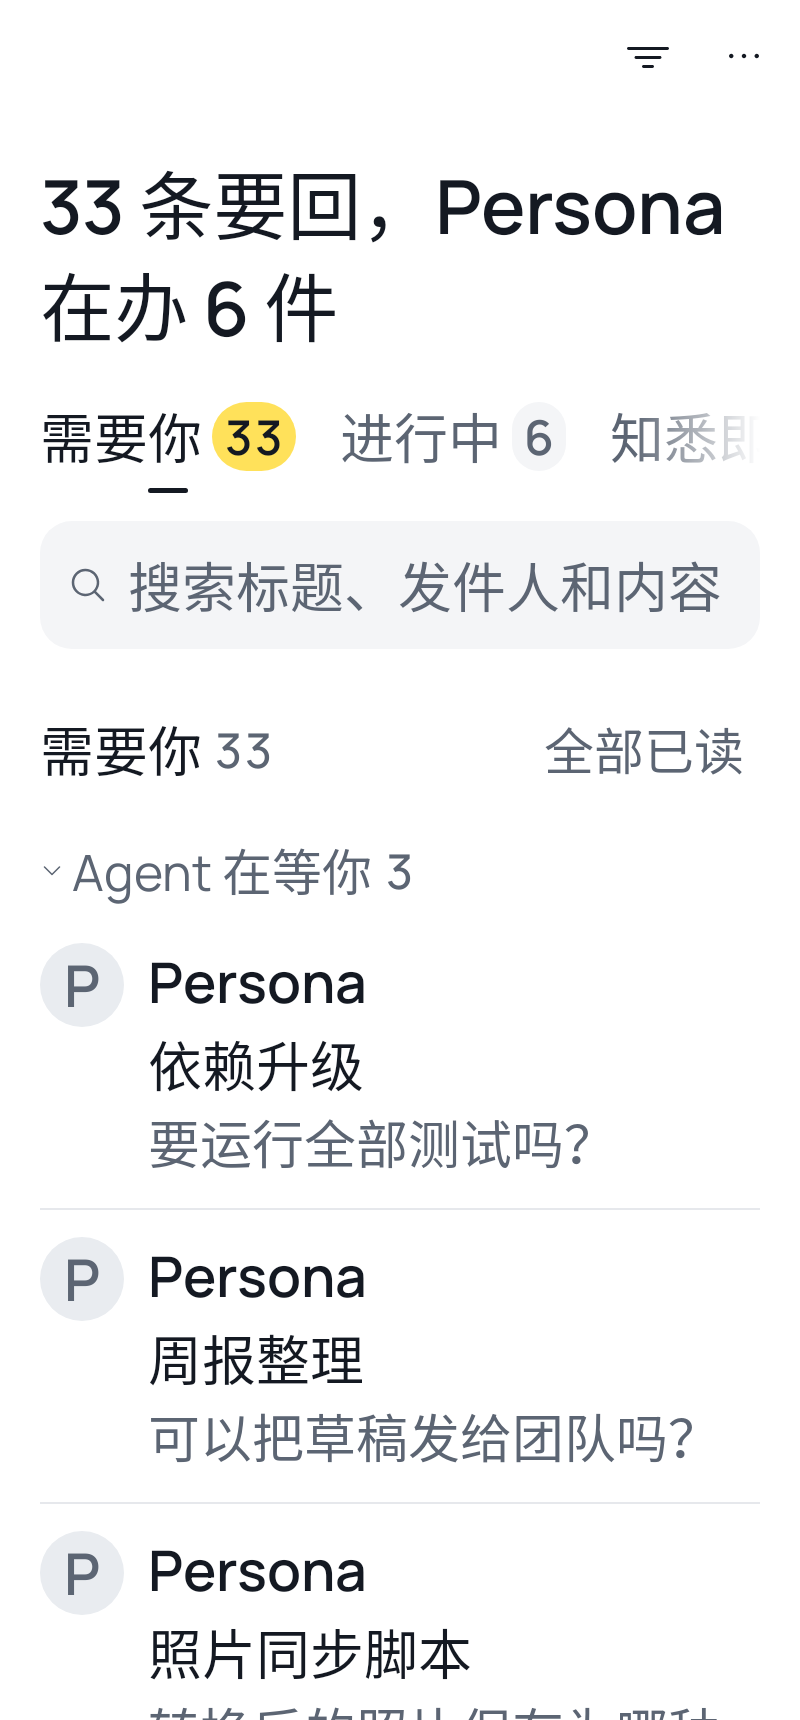 33 条要回，Persona
在办 6 件
需要你 33 进行中 6 知悉
搜索标题、发件人和内容
需要你 33 全部已读
Agent 在等你 3
P Persona
依赖升级
要运行全部测试吗？
P Persona
周报整理
可以把草稿发给团队吗？
P Persona
照片同步脚本